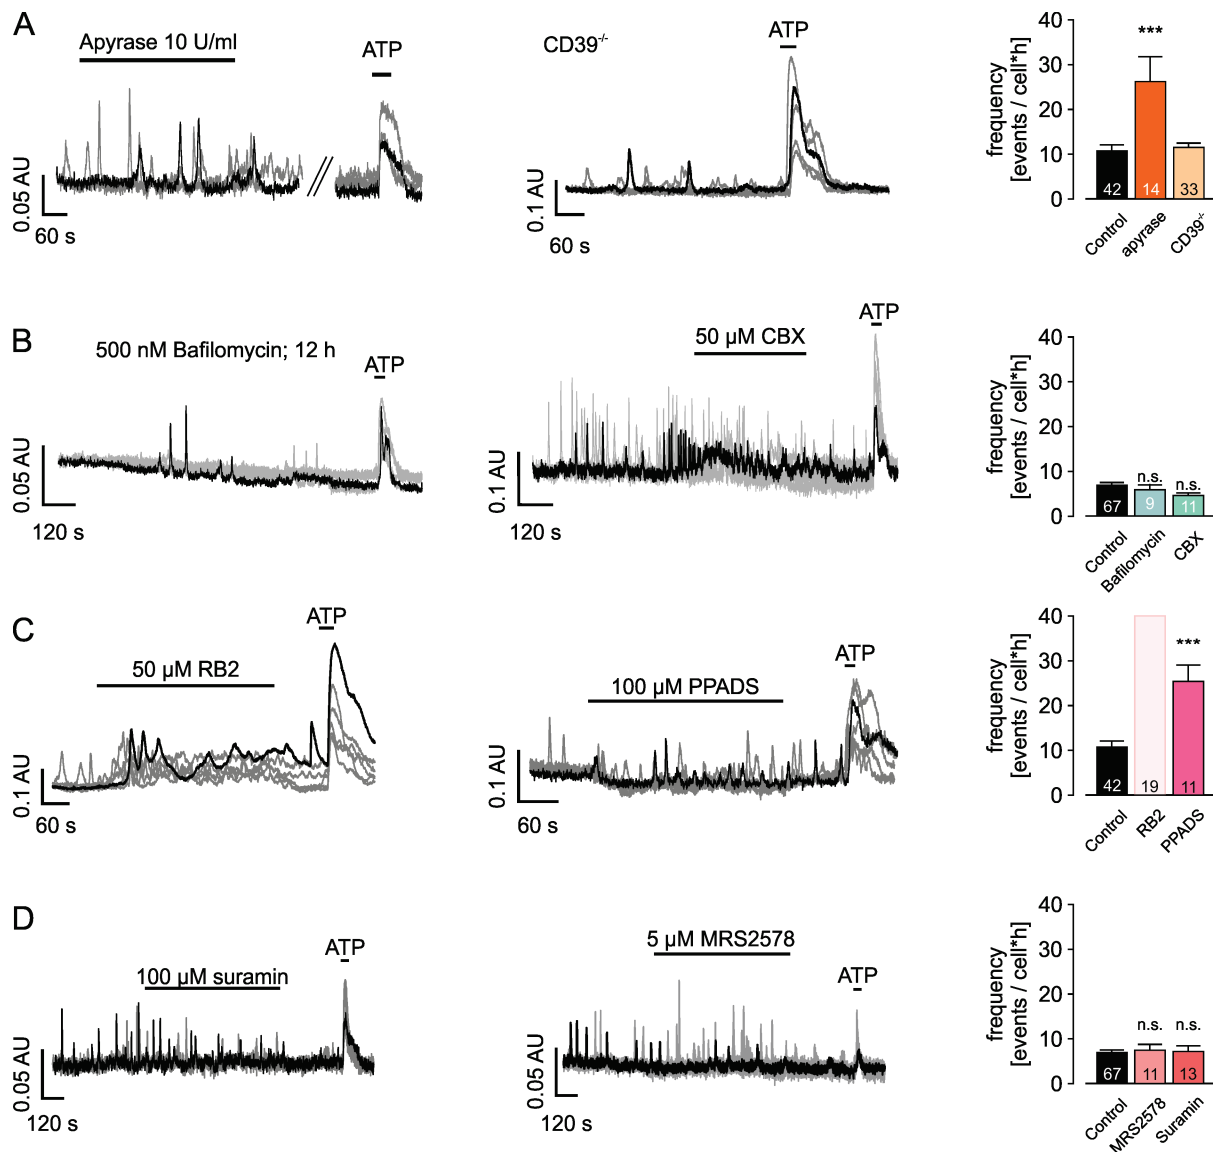 A
Apyrase 10 U/ml
ATP
0.05 AU
60 s
CD39-/-
ATP
0.1 AU
60 s
frequency
[events / cell*h]
40
30
20
10
0
***
42
14
33
Control
apyrase
CD39-/-
B
500 nM Bafilomycin; 12 h
ATP
0.05 AU
120 s
50 µM CBX
ATP
0.1 AU
120 s
frequency
[events / cell*h]
40
30
20
10
0
n.s.
n.s.
67
9
11
Control
Bafilomycin
CBX
C
50 µM RB2
ATP
0.1 AU
60 s
100 µM PPADS
ATP
0.1 AU
60 s
frequency
[events / cell*h]
40
30
20
10
0
***
42
19
11
Control
RB2
PPADS
D
100 µM suramin
ATP
0.05 AU
120 s
5 µM MRS2578
ATP
0.05 AU
120 s
frequency
[events / cell*h]
40
30
20
10
0
n.s.
n.s.
67
11
13
Control
MRS2578
Suramin